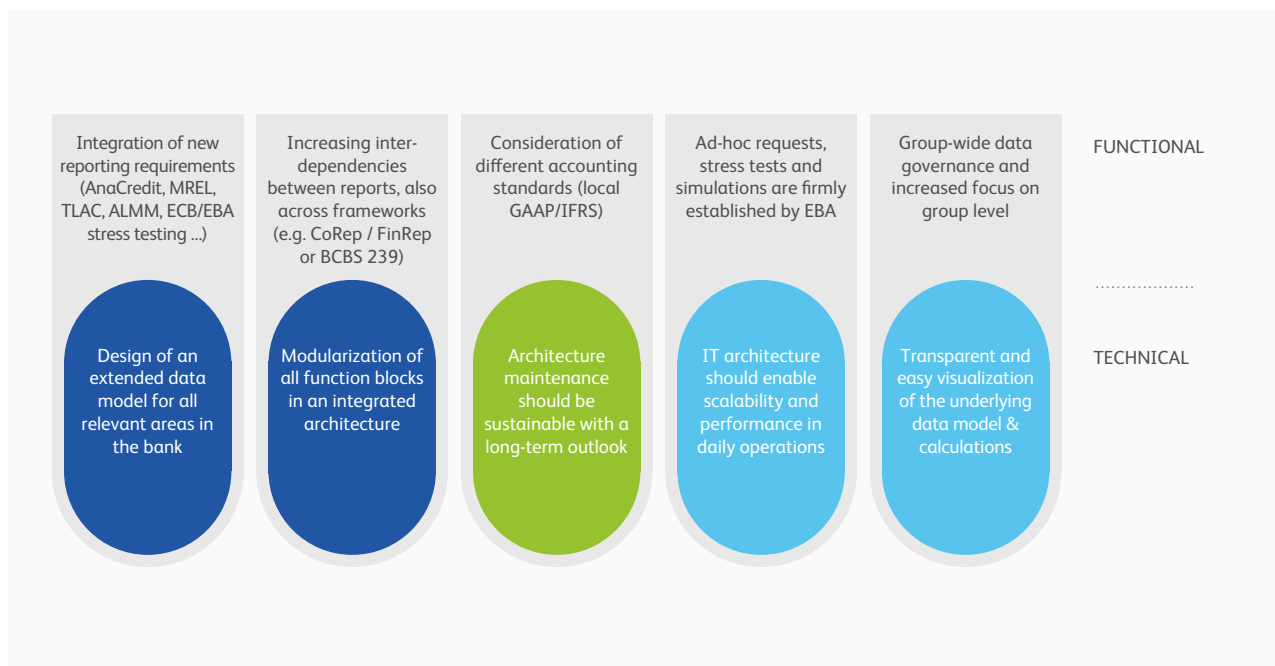 Integration of new
reporting requirements
(AnaCredit, MREL,
TLAC, ALMM, ECB/EBA
stress testing ...)
Increasing inter-
dependencies
between reports, also
across frameworks
(e.g. CoRep / FinRep
or BCBS 239)
Consideration of
different accounting
standards (local
GAAP/IFRS)
Ad-hoc requests,
stress tests and
simulations are firmly
established by EBA
Group-wide data
governance and
increased focus on
group level
FUNCTIONAL
Design of an
extended data
model for all
relevant areas in
the bank
Modularization of
all function blocks
in an integrated
architecture
Architecture
maintenance
should be
sustainable with a
long-term outlook
IT architecture
should enable
scalability and
performance in
daily operations
Transparent and
easy visualization
of the underlying
data model &
calculations
TECHNICAL